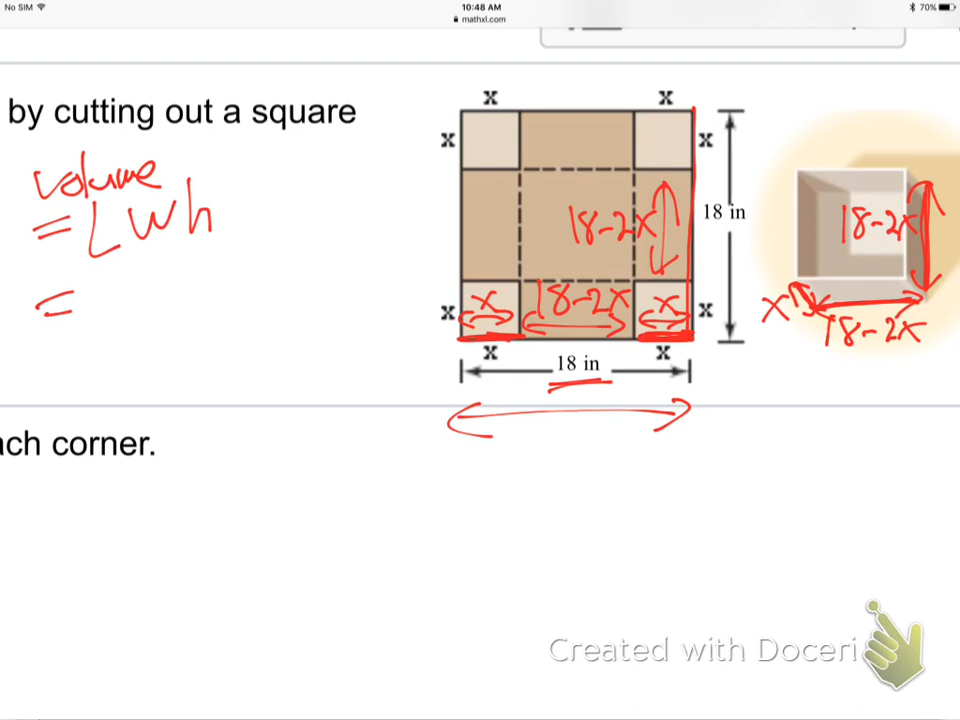 No SIM
10:48 AM
70%
mathxl.com
by cutting out a square
volume
= L w h
=
x x
x x
18 in
18-2x
x 18-2x x
x x
x x
18 in
18-2x
x
18-2x
ach corner.
Created with Doceri